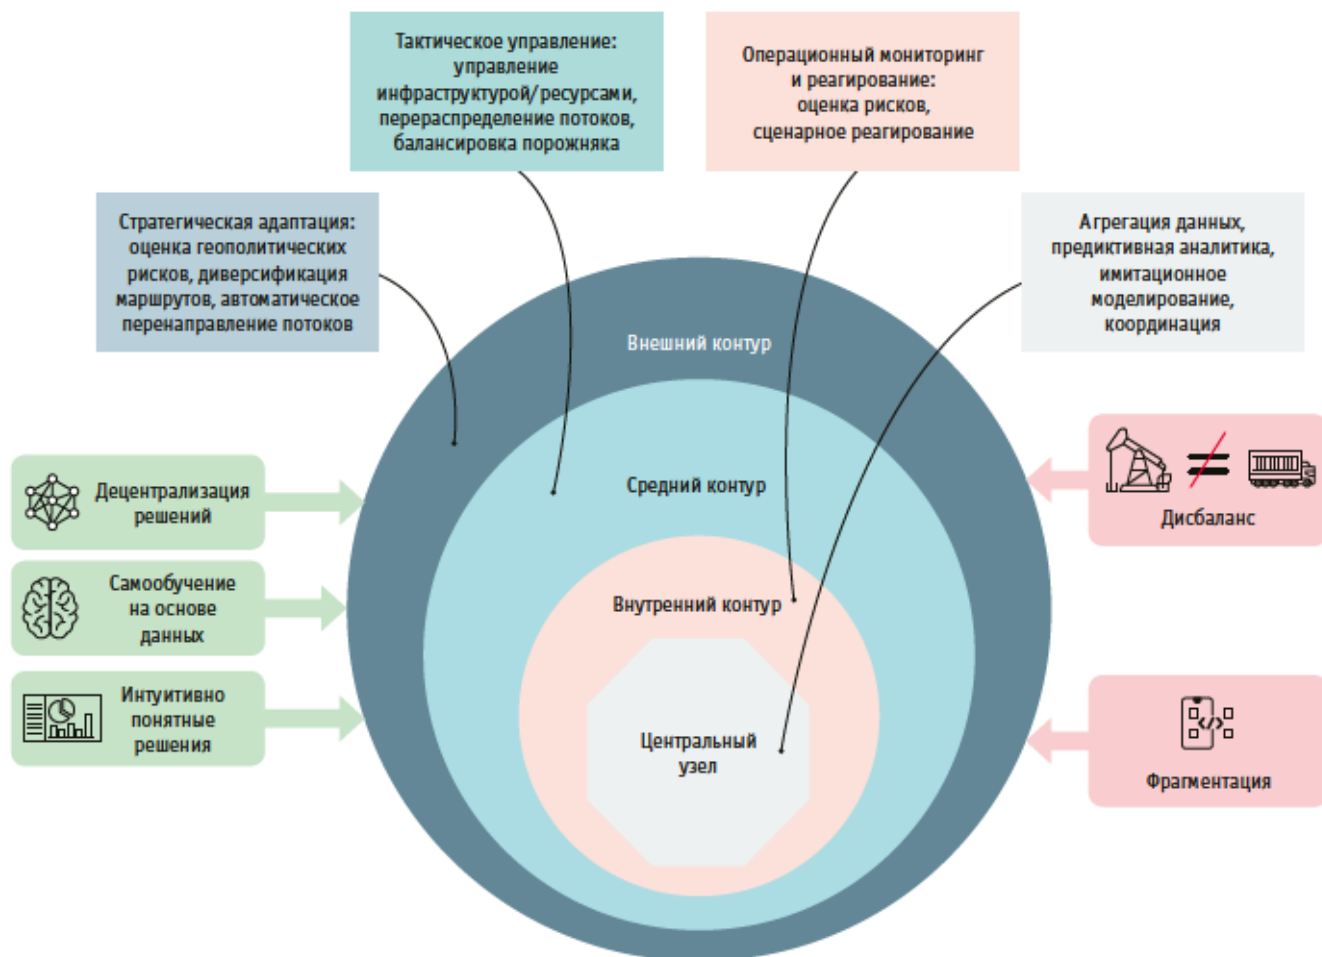 Тактическое управление:
управление
инфраструктурой/ресурсами,
перераспределение потоков,
балансировка порожняка
Операционный мониторинг
и реагирование:
оценка рисков,
сценарное реагирование
Стратегическая адаптация:
оценка геополитических
рисков, диверсификация
маршрутов, автоматическое
перенаправление потоков
Агрегация данных,
предиктивная аналитика,
имитационное
моделирование,
координация
Внешний контур
Средний контур
Внутренний контур
Центральный
узел
Децентрализация
решений
Самообучение
на основе
данных
Интуитивно
понятные
решения
Дисбаланс
Фрагментация